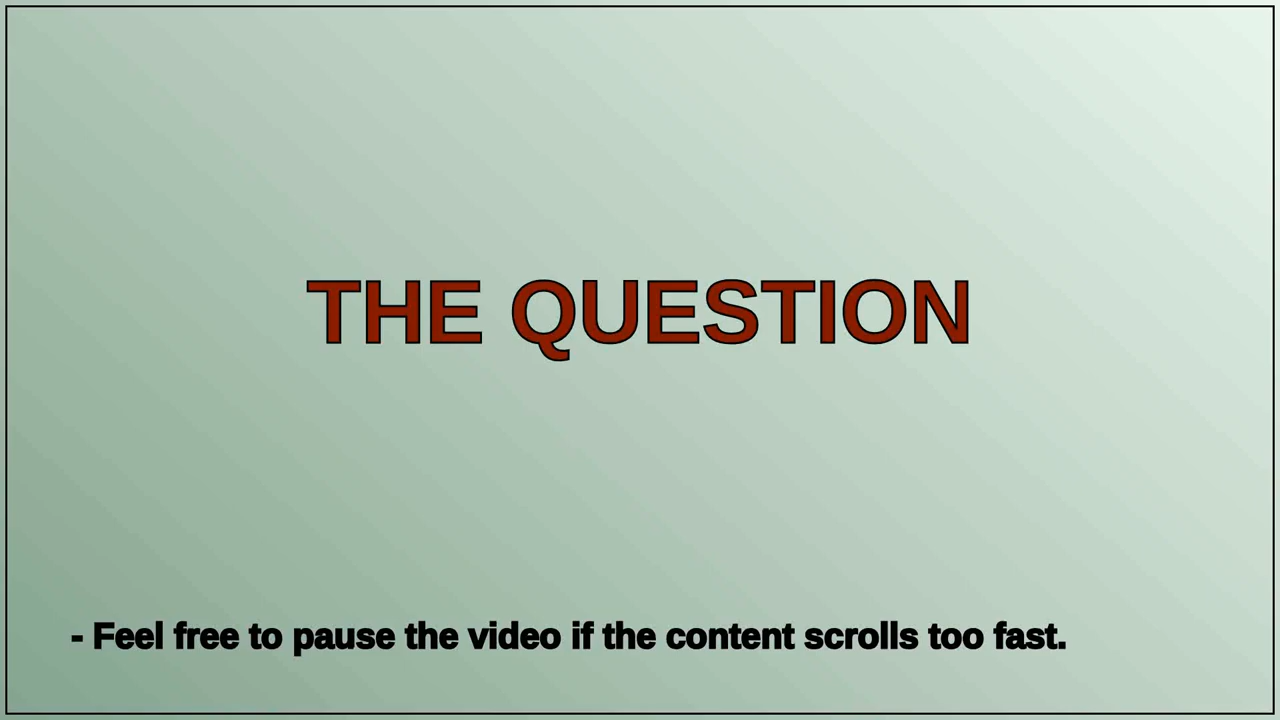 THE QUESTION
- Feel free to pause the video if the content scrolls too fast.